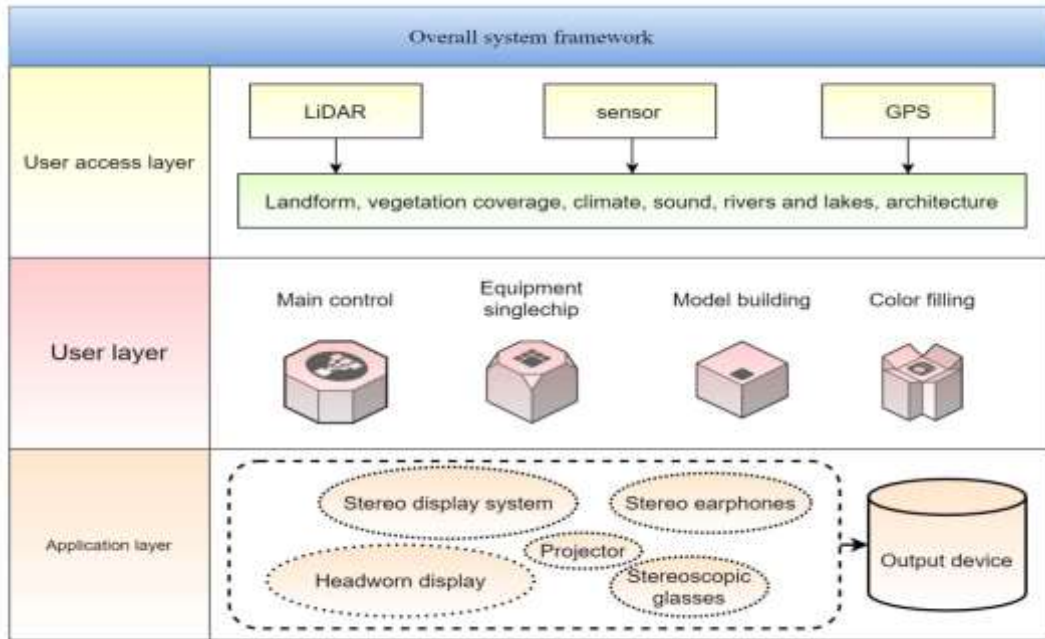 Overall system framework
User access layer
LiDAR
sensor
GPS
Landform, vegetation coverage, climate, sound, rivers and lakes, architecture
User layer
Main control
Equipment
singlechip
Model building
Color filling
Application layer
Stereo display system
Stereo earphones
Projector
Headworn display
Stereoscopic
glasses
Output device